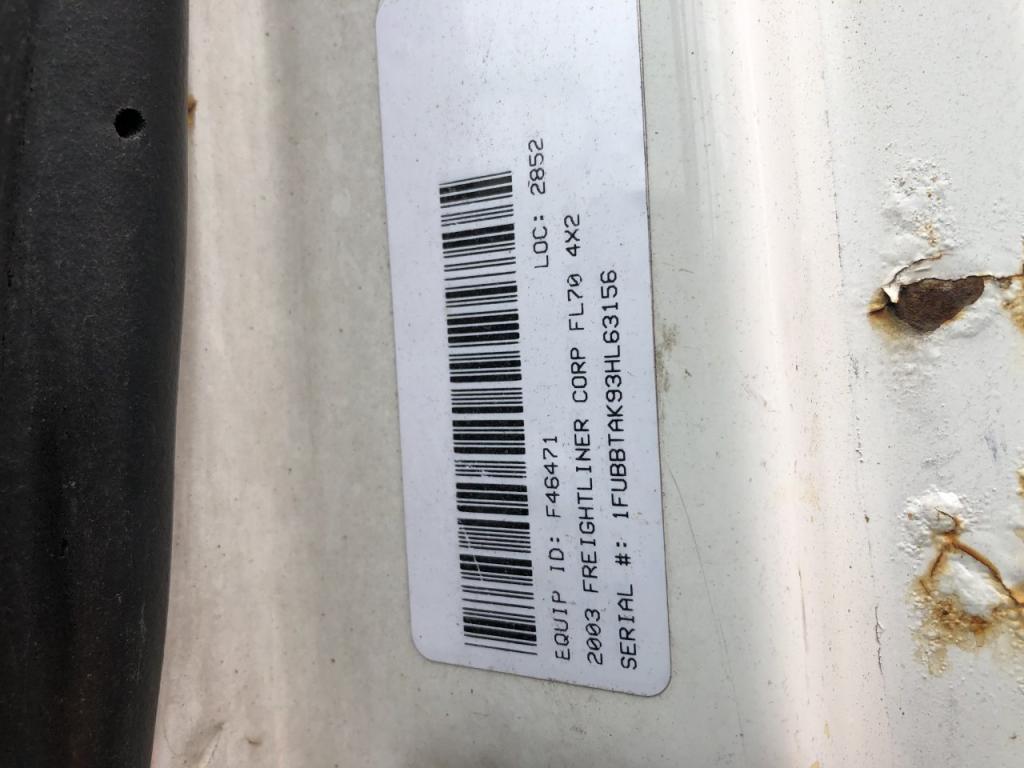 EQUIP ID: F46471 LOC: 2852
2003 FREIGHTLINER CORP FL70 4X2
SERIAL #: 1FUBBTAK93HL63156